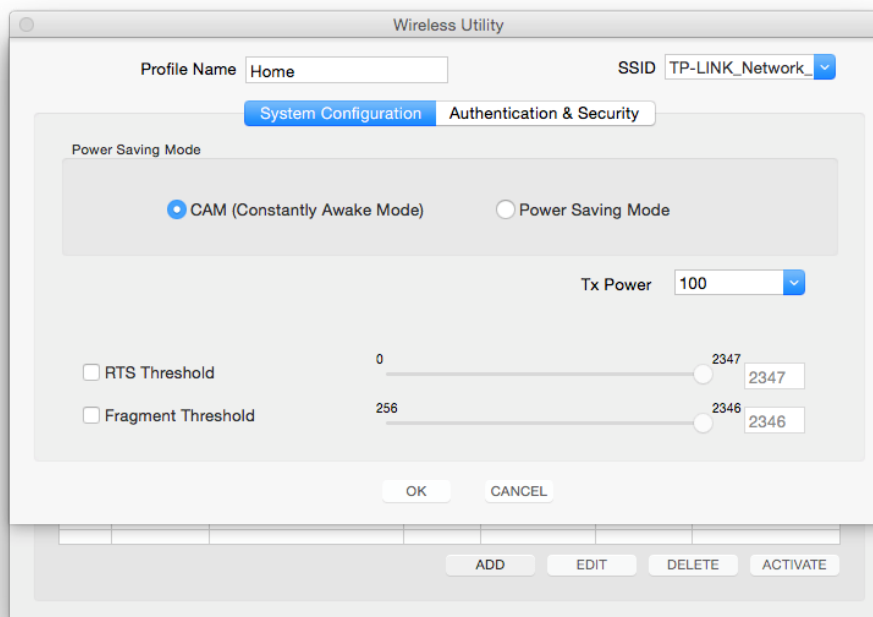 Wireless Utility
Profile Name Home SSID TP-LINK_Network_
System Configuration Authentication & Security
Power Saving Mode
CAM (Constantly Awake Mode) Power Saving Mode
Tx Power 100
RTS Threshold 0 2347 2347
Fragment Threshold 256 2346 2346
OK CANCEL
ADD EDIT DELETE ACTIVATE